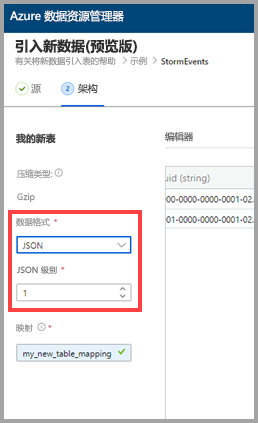 Azure 数据资源管理器
引入新数据(预览版)
有关将新数据引入表的帮助 > 示例 > StormEvents
源
2 架构
我的新表
编辑器
压缩类型:
uid (string)
Gzip
00-0000-0000-0001-02.
01-0000-0000-0001-02.
数据格式 *
JSON
JSON 级别 *
1
映射 *
my_new_table_mapping